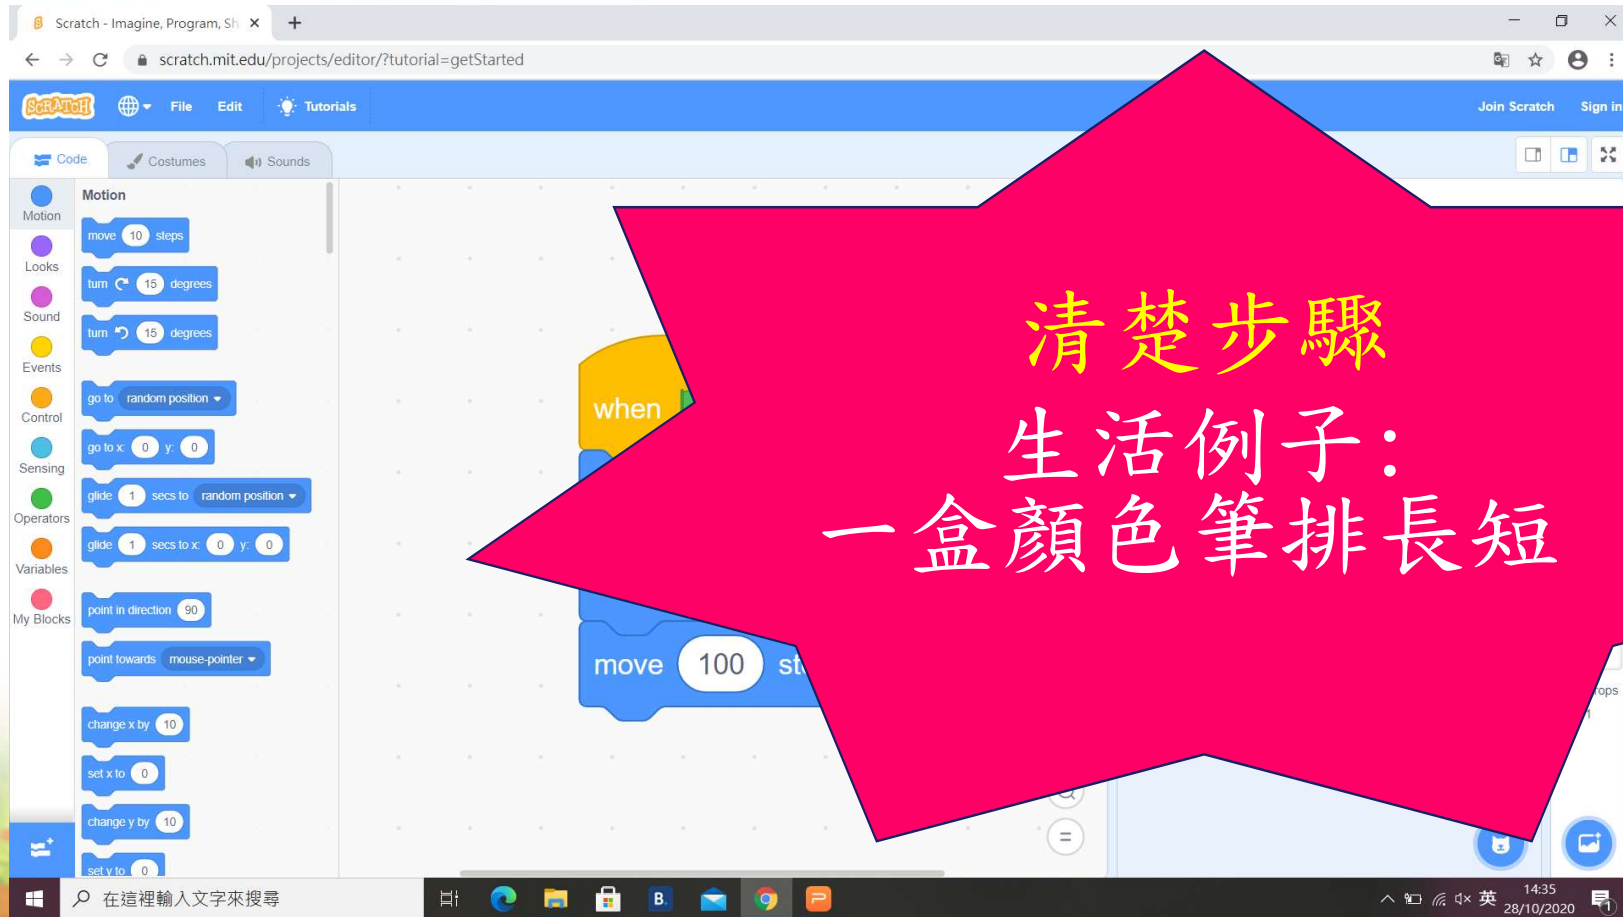 Scratch - Imagine, Program, Sh
scratch.mit.edu/projects/editor/?tutorial=getStarted
SCRATCH File Edit Tutorials Join Scratch Sign in
Code Costumes Sounds
Motion
Looks
Sound
Events
Control
Sensing
Operators
Variables
My Blocks
Motion
move 10 steps
turn 15 degrees
turn 15 degrees
go to random position
go to x: 0 y: 0
glide 1 secs to random position
glide 1 secs to x: 0 y: 0
point in direction 90
point towards mouse-pointer
change x by 10
set x to 0
change y by 10
set y to 0
when
move 100 st
清楚步驟
生活例子：
一盒顏色筆排長短
rops
1
在這裡輸入文字來搜尋
B.
英
14:35
28/10/2020
1